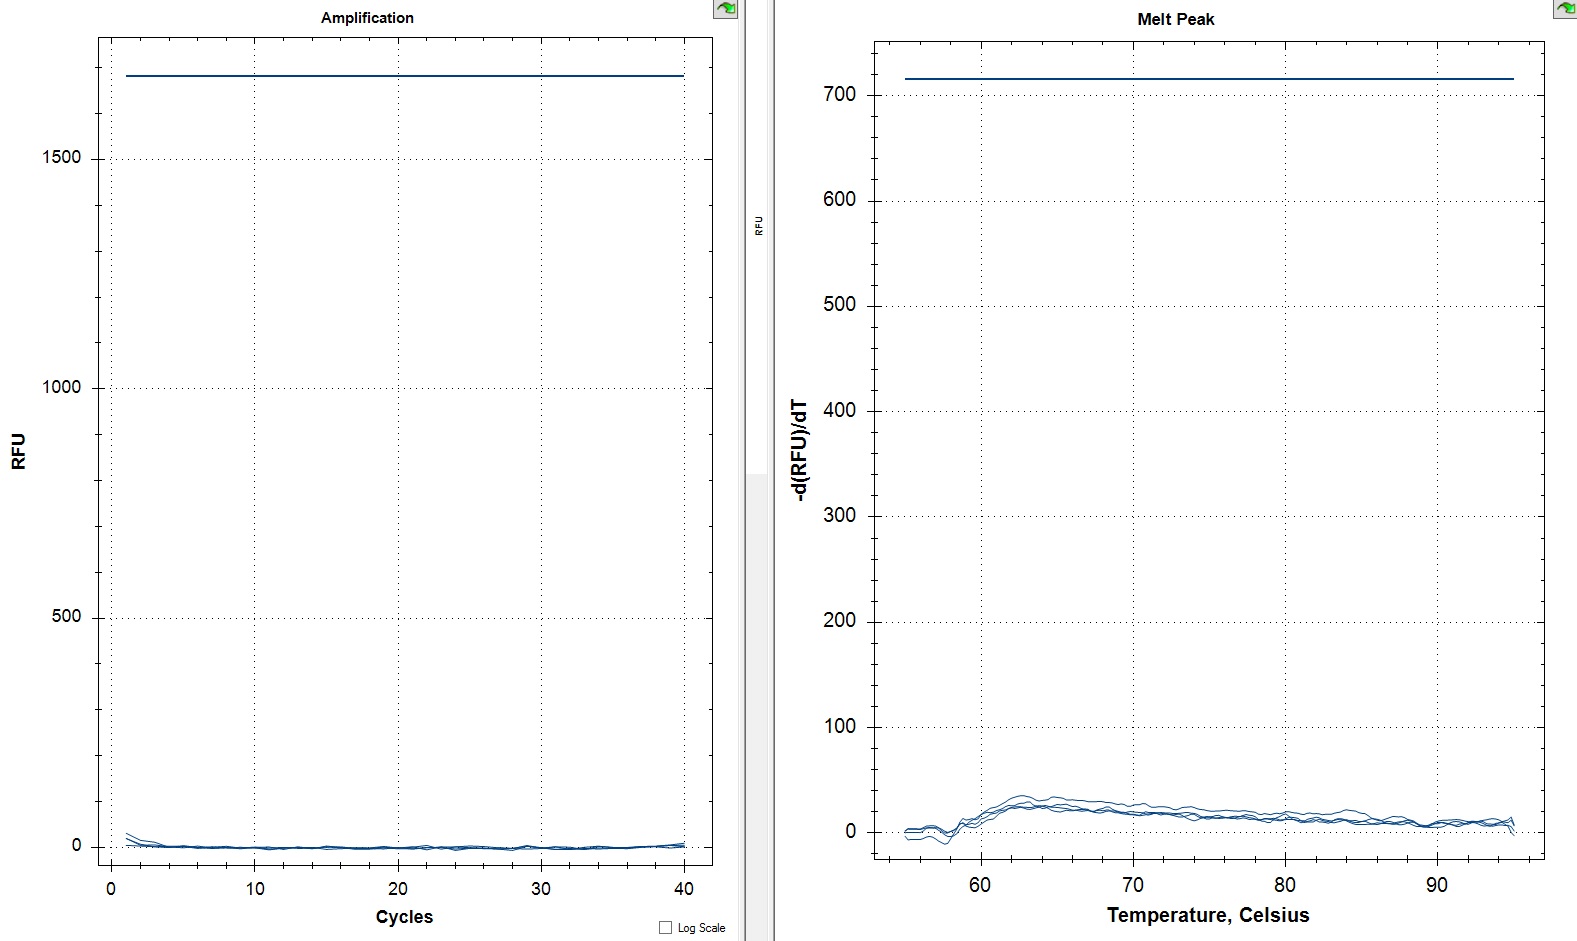 Amplification
1500
1000
500
0
RFU
0 10 20 30 40
Cycles
Log Scale
RFU
Melt Peak
700
600
500
400
300
200
100
0
-d(RFU)/dT
60 70 80 90
Temperature, Celsius